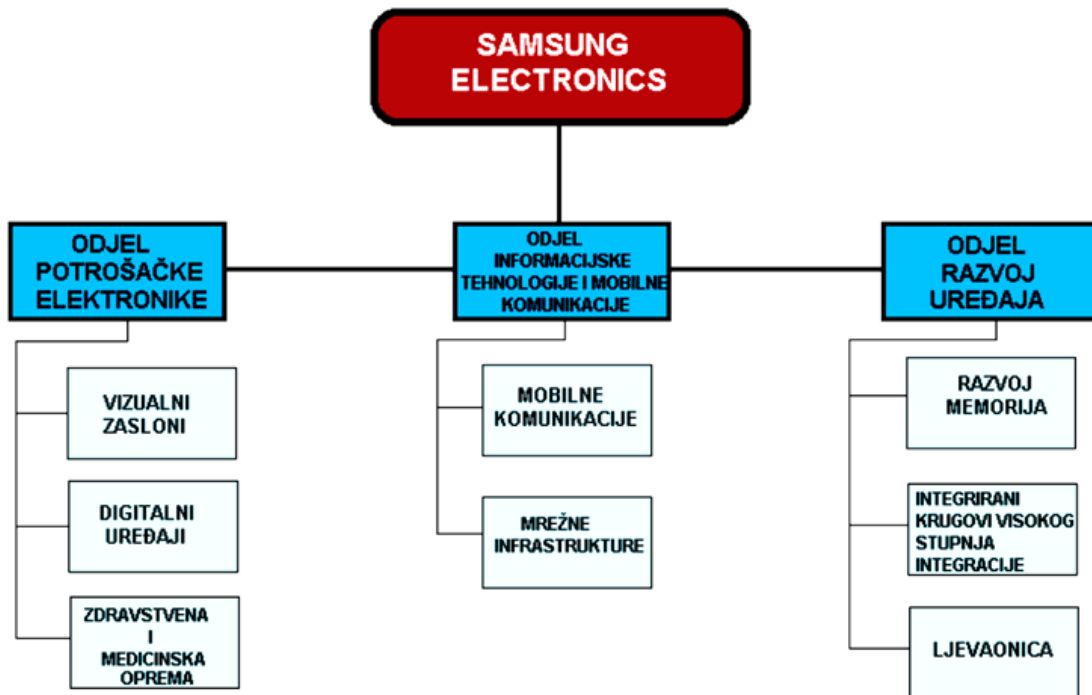 SAMSUNG
ELECTRONICS
ODJEL
POTROŠAČKE
ELEKTRONIKE
ODJEL
INFORMACIJSKE
TEHNOLOGIJE I MOBILNE
KOMUNIKACIJE
ODJEL
RAZVOJ
UREĐAJA
VIZUALNI
ZASLONI
DIGITALNI
UREĐAJI
ZDRAVSTVENA
I
MEDICINSKA
OPREMA
MOBILNE
KOMUNIKACIJE
MREŽNE
INFRASTRUKTURE
RAZVOJ
MEMORIJA
INTEGRIRANI
KRUGOVI VISOKOG
STUPNJA
INTEGRACIJE
LJEVAONICA